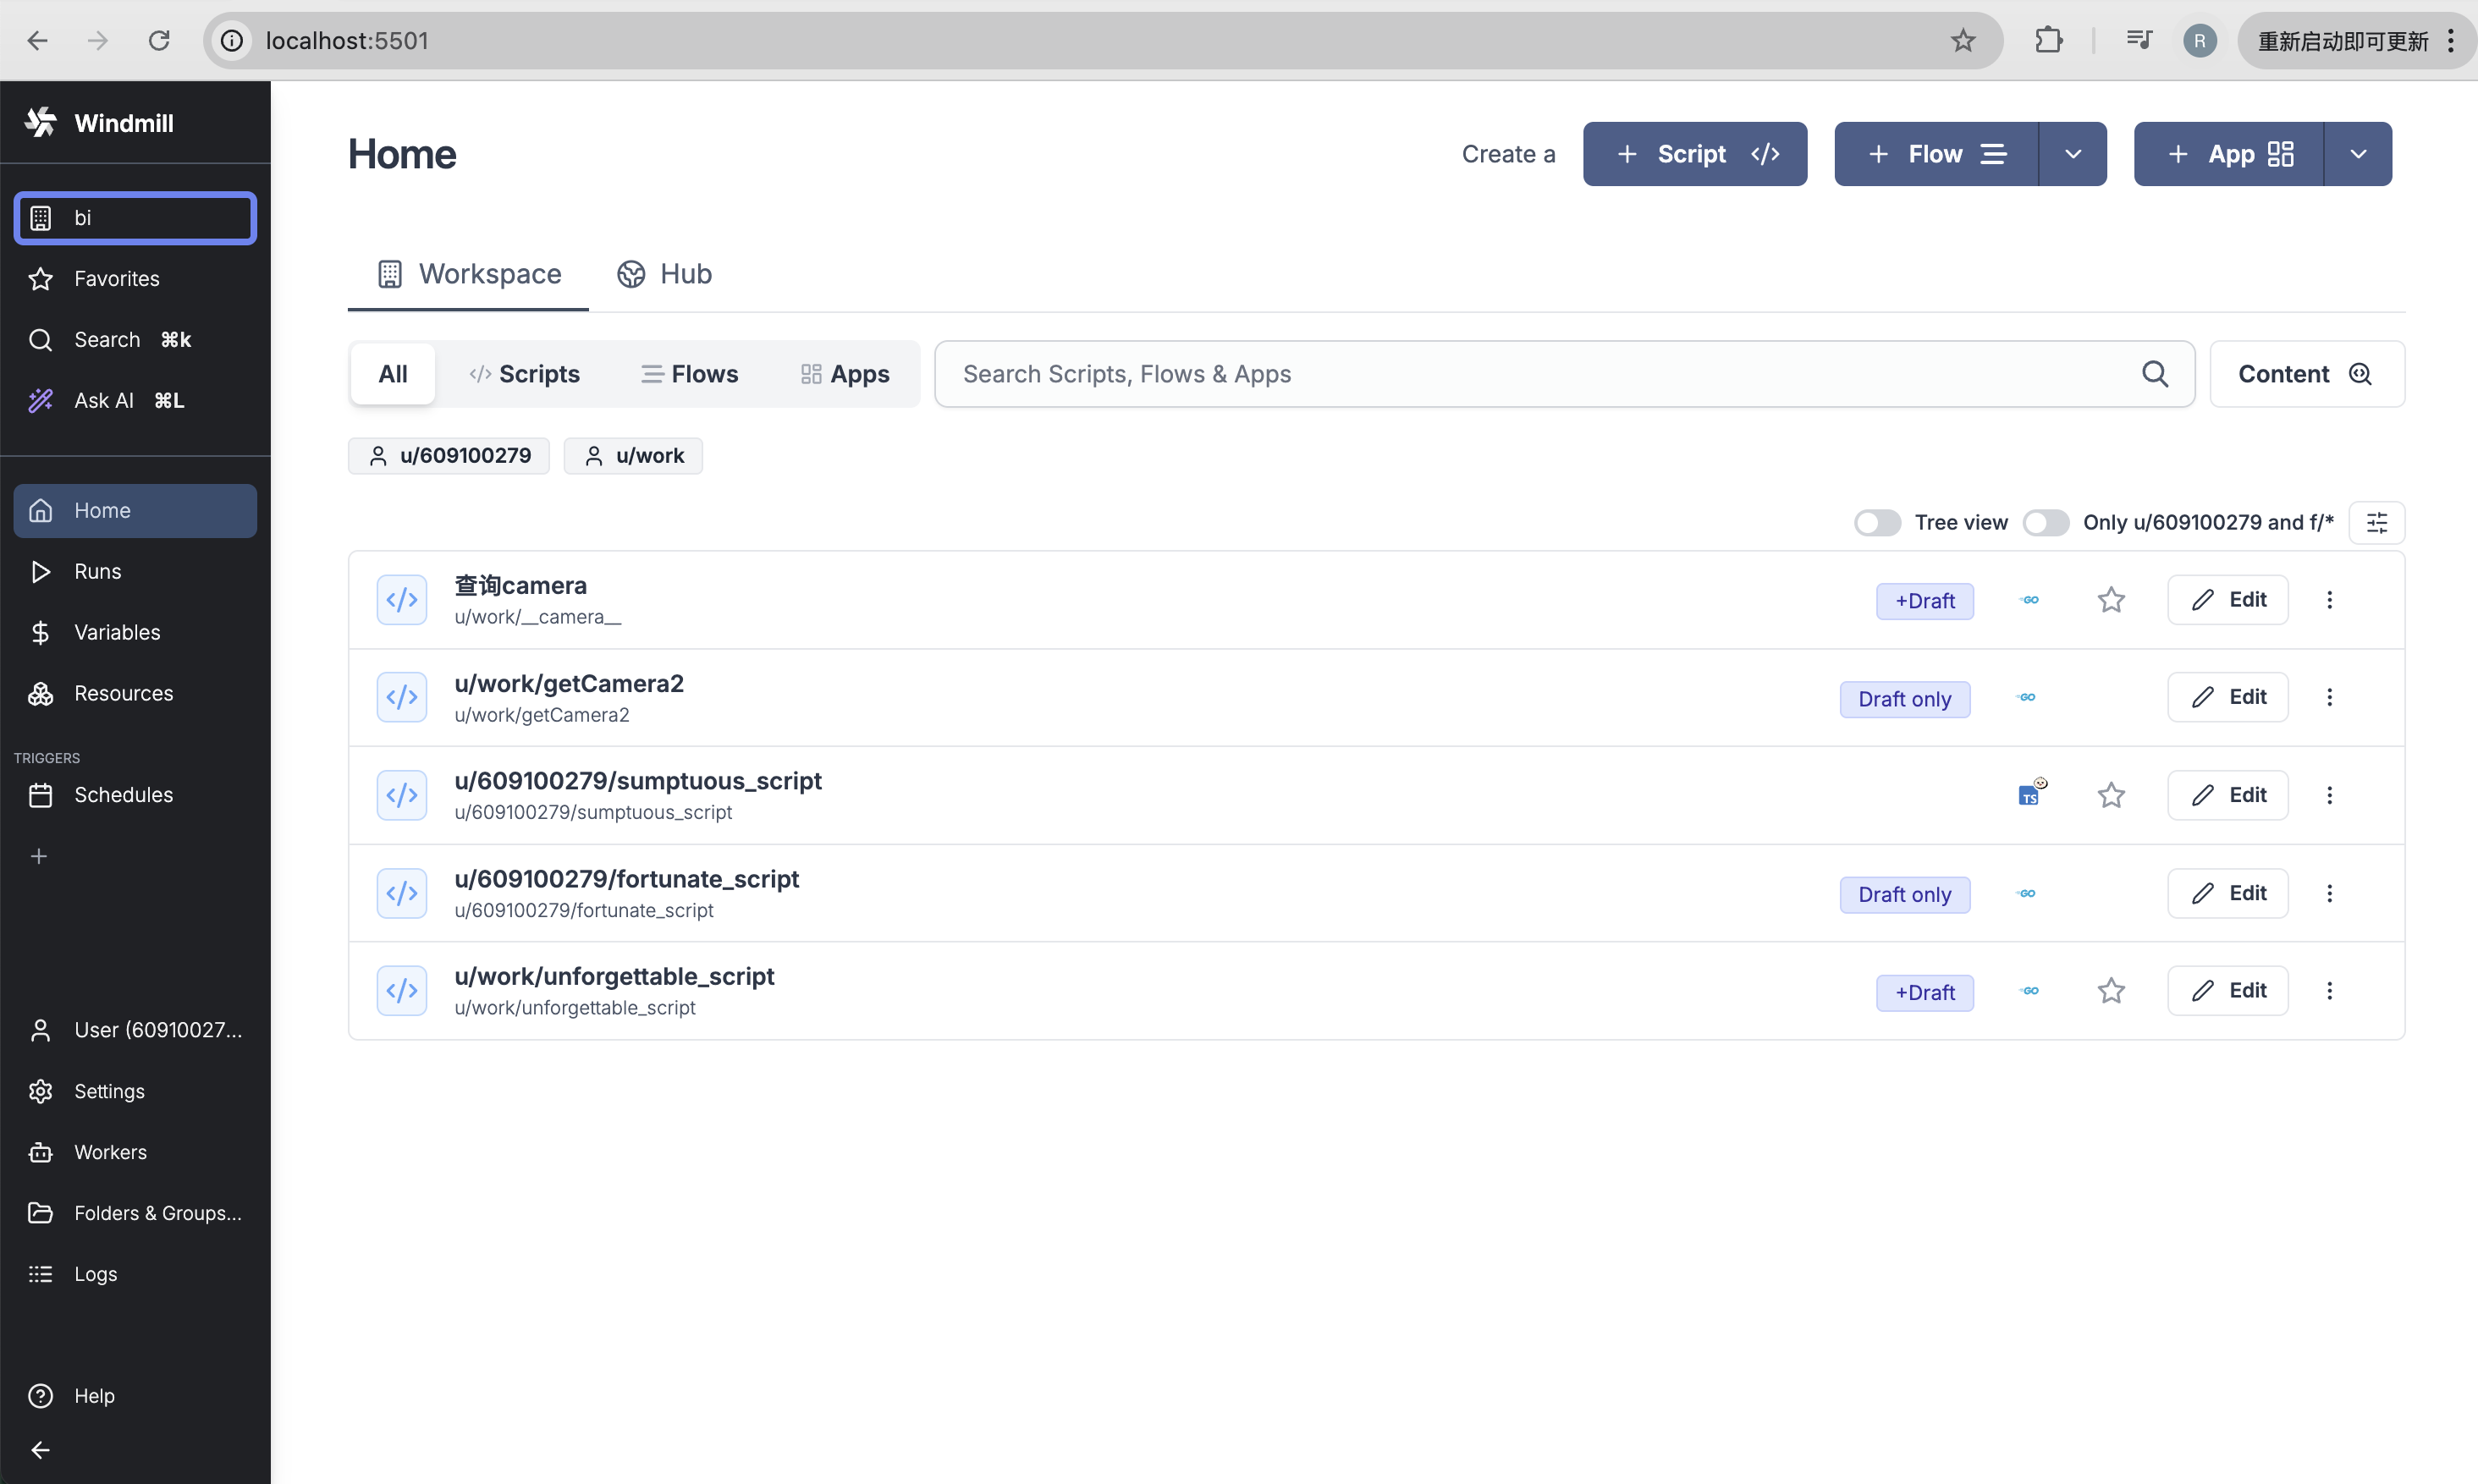 localhost:5501
R
重新启动即可更新
Windmill
bi
Favorites
Search ⌘k
Ask AI ⌘L
Home
Runs
Variables
Resources
TRIGGERS
Schedules
User (60910027...
Settings
Workers
Folders & Groups...
Logs
Help
Home
Create a
+ Script </>
+ Flow
+ App
Workspace
Hub
All
</> Scripts
Flows
Apps
Search Scripts, Flows & Apps
Content
u/609100279
u/work
Tree view
Only u/609100279 and f/*
查询camera
u/work/__camera__
+Draft
GO
Edit
u/work/getCamera2
u/work/getCamera2
Draft only
GO
Edit
u/609100279/sumptuous_script
u/609100279/sumptuous_script
TS
Edit
u/609100279/fortunate_script
u/609100279/fortunate_script
Draft only
GO
Edit
u/work/unforgettable_script
u/work/unforgettable_script
+Draft
GO
Edit